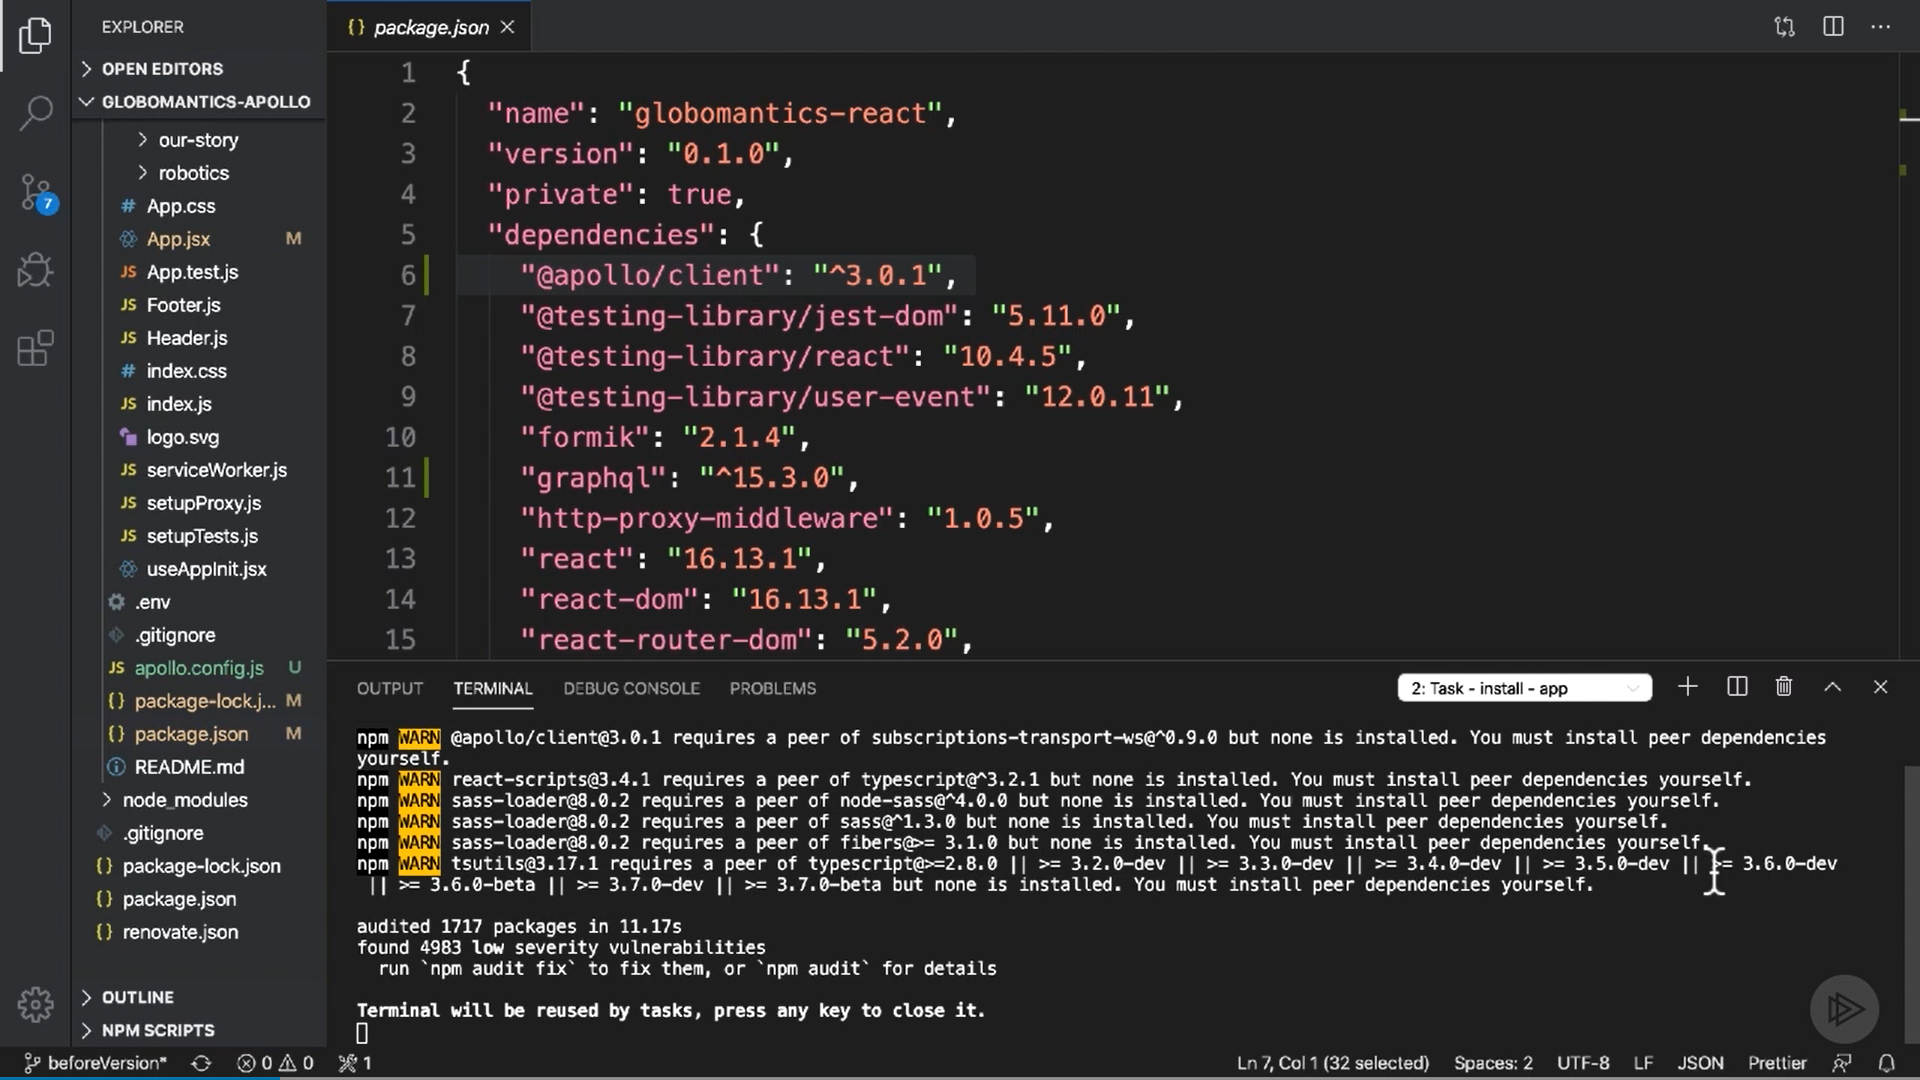 EXPLORER
OPEN EDITORS
GLOBOMANTICS-APOLLO
our-story
robotics
# App.css
App.jsx M
JS App.test.js
JS Footer.js
JS Header.js
# index.css
JS index.js
logo.svg
JS serviceWorker.js
JS setupProxy.js
JS setupTests.js
useAppInit.jsx
.env
.gitignore
JS apollo.config.js U
{} package-lock.j... M
{} package.json M
README.md
node_modules
.gitignore
{} package-lock.json
{} package.json
{} renovate.json
OUTLINE
NPM SCRIPTS
7
{} package.json
1 {
2 "name": "globomantics-react",
3 "version": "0.1.0",
4 "private": true,
5 "dependencies": {
6 "@apollo/client": "^3.0.1",
7 "@testing-library/jest-dom": "5.11.0",
8 "@testing-library/react": "10.4.5",
9 "@testing-library/user-event": "12.0.11",
10 "formik": "2.1.4",
11 "graphql": "^15.3.0",
12 "http-proxy-middleware": "1.0.5",
13 "react": "16.13.1",
14 "react-dom": "16.13.1",
15 "react-router-dom": "5.2.0",
OUTPUT TERMINAL DEBUG CONSOLE PROBLEMS 2: Task - install - app
npm WARN @apollo/client@3.0.1 requires a peer of subscriptions-transport-ws@^0.9.0 but none is installed. You must install peer dependencies
yourself.
npm WARN react-scripts@3.4.1 requires a peer of typescript@^3.2.1 but none is installed. You must install peer dependencies yourself.
npm WARN sass-loader@8.0.2 requires a peer of node-sass@^4.0.0 but none is installed. You must install peer dependencies yourself.
npm WARN sass-loader@8.0.2 requires a peer of sass@^1.3.0 but none is installed. You must install peer dependencies yourself.
npm WARN sass-loader@8.0.2 requires a peer of fibers@>= 3.1.0 but none is installed. You must install peer dependencies yourself.
npm WARN tsutils@3.17.1 requires a peer of typescript@>=2.8.0 || >= 3.2.0-dev || >= 3.3.0-dev || >= 3.4.0-dev || >= 3.5.0-dev || >= 3.6.0-dev
|| >= 3.6.0-beta || >= 3.7.0-dev || >= 3.7.0-beta but none is installed. You must install peer dependencies yourself.
audited 1717 packages in 11.17s
found 4983 low severity vulnerabilities
run `npm audit fix` to fix them, or `npm audit` for details
Terminal will be reused by tasks, press any key to close it.
beforeVersion* 0 0 1 Ln 7, Col 1 (32 selected) Spaces: 2 UTF-8 LF JSON Prettier